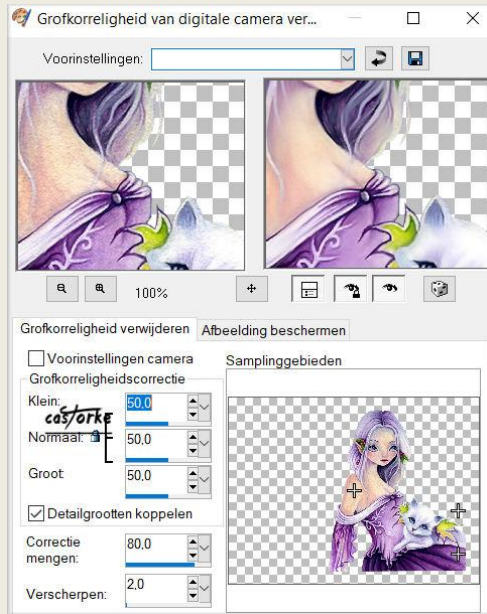 Grofkorreligheid van digitale camera ver...
Voorinstellingen:
100%
Grofkorreligheid verwijderen Afbeelding beschermen
Voorinstellingen camera
Samplinggebieden
Grofkorreligheidscorrectie
Klein: 50,0
castorke
Normaal: 50,0
Groot: 50,0
Detailgrootten koppelen
Correctie mengen: 80,0
Verscherpen: 2,0